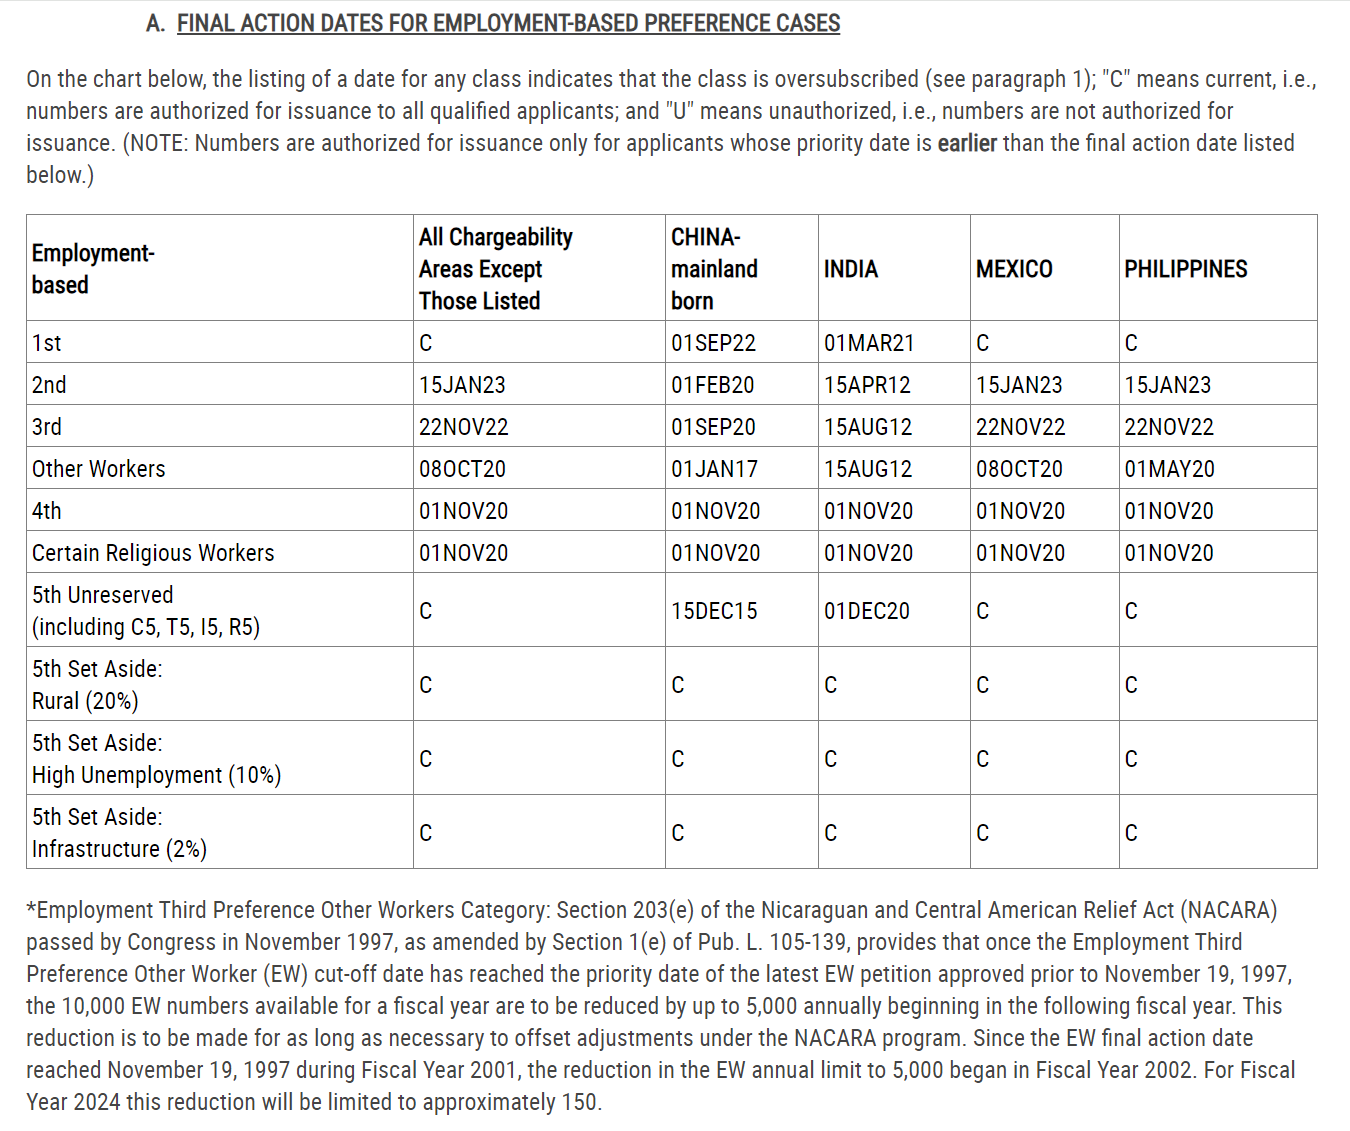 A. FINAL ACTION DATES FOR EMPLOYMENT-BASED PREFERENCE CASES
On the chart below, the listing of a date for any class indicates that the class is oversubscribed (see paragraph 1); "C" means current, i.e.,
numbers are authorized for issuance to all qualified applicants; and "U" means unauthorized, i.e., numbers are not authorized for
issuance. (NOTE: Numbers are authorized for issuance only for applicants whose priority date is earlier than the final action date listed
below.)
Employment-
based
All Chargeability
Areas Except
Those Listed
CHINA-
mainland
born
INDIA
MEXICO
PHILIPPINES
1st C 01SEP22 01MAR21 C C
2nd 15JAN23 01FEB20 15APR12 15JAN23 15JAN23
3rd 22NOV22 01SEP20 15AUG12 22NOV22 22NOV22
Other Workers 08OCT20 01JAN17 15AUG12 08OCT20 01MAY20
4th 01NOV20 01NOV20 01NOV20 01NOV20 01NOV20
Certain Religious Workers 01NOV20 01NOV20 01NOV20 01NOV20 01NOV20
5th Unreserved
(including C5, T5, I5, R5) C 15DEC15 01DEC20 C C
5th Set Aside:
Rural (20%) C C C C C
5th Set Aside:
High Unemployment (10%) C C C C C
5th Set Aside:
Infrastructure (2%) C C C C C
*Employment Third Preference Other Workers Category: Section 203(e) of the Nicaraguan and Central American Relief Act (NACARA)
passed by Congress in November 1997, as amended by Section 1(e) of Pub. L. 105-139, provides that once the Employment Third
Preference Other Worker (EW) cut-off date has reached the priority date of the latest EW petition approved prior to November 19, 1997,
the 10,000 EW numbers available for a fiscal year are to be reduced by up to 5,000 annually beginning in the following fiscal year. This
reduction is to be made for as long as necessary to offset adjustments under the NACARA program. Since the EW final action date
reached November 19, 1997 during Fiscal Year 2001, the reduction in the EW annual limit to 5,000 began in Fiscal Year 2002. For Fiscal
Year 2024 this reduction will be limited to approximately 150.